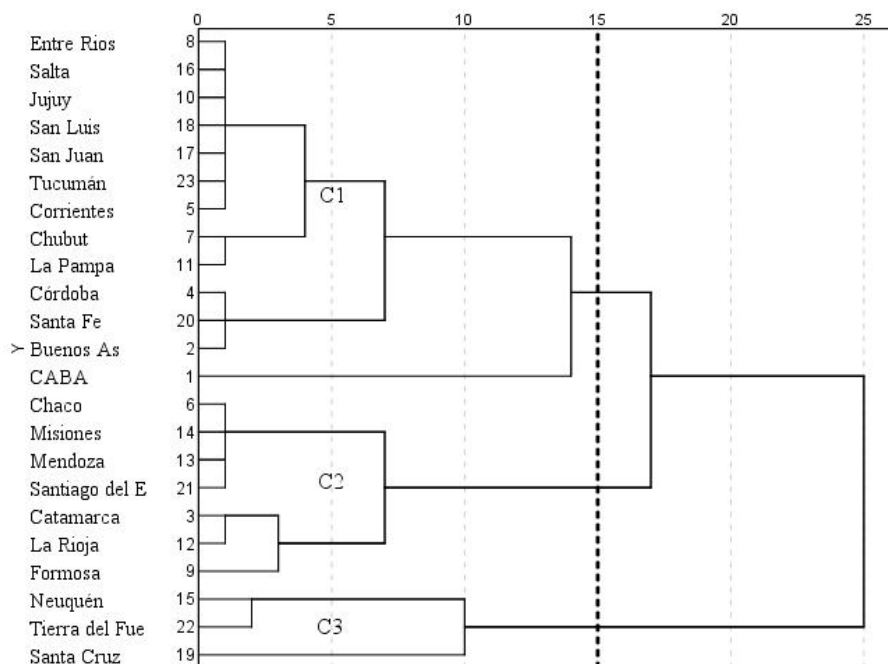 0 5 10 15 20 25
Entre Rios 8
Salta 16
Jujuy 10
San Luis 18
San Juan 17
Tucumán 23
C1
Corrientes 5
Chubut 7
La Pampa 11
Córdoba 4
Santa Fe 20
Y Buenos As 2
CABA 1
Chaco 6
Misiones 14
Mendoza 13
Santiago del E 21 C2
Catamarca 3
La Rioja 12
Formosa 9
Neuquén 15
Tierra del Fue 22 C3
Santa Cruz 19